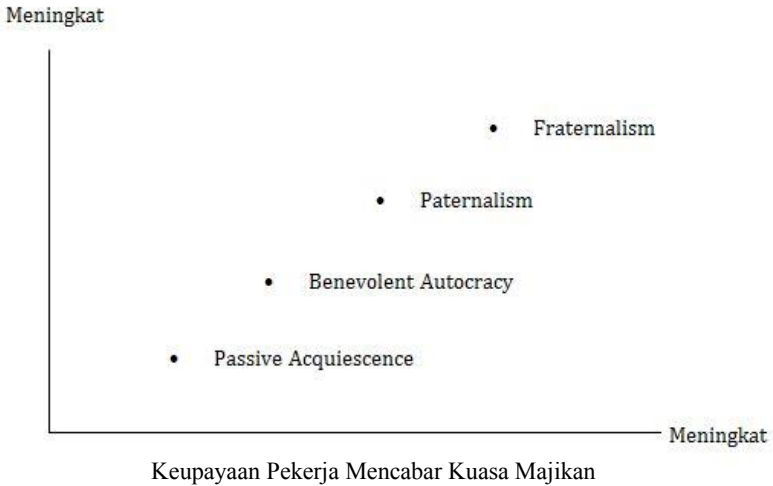 Meningkat
Fraternalism
Paternalism
Benevolent Autocracy
Passive Acquiescence
Meningkat
Keupayaan Pekerja Mencabar Kuasa Majikan